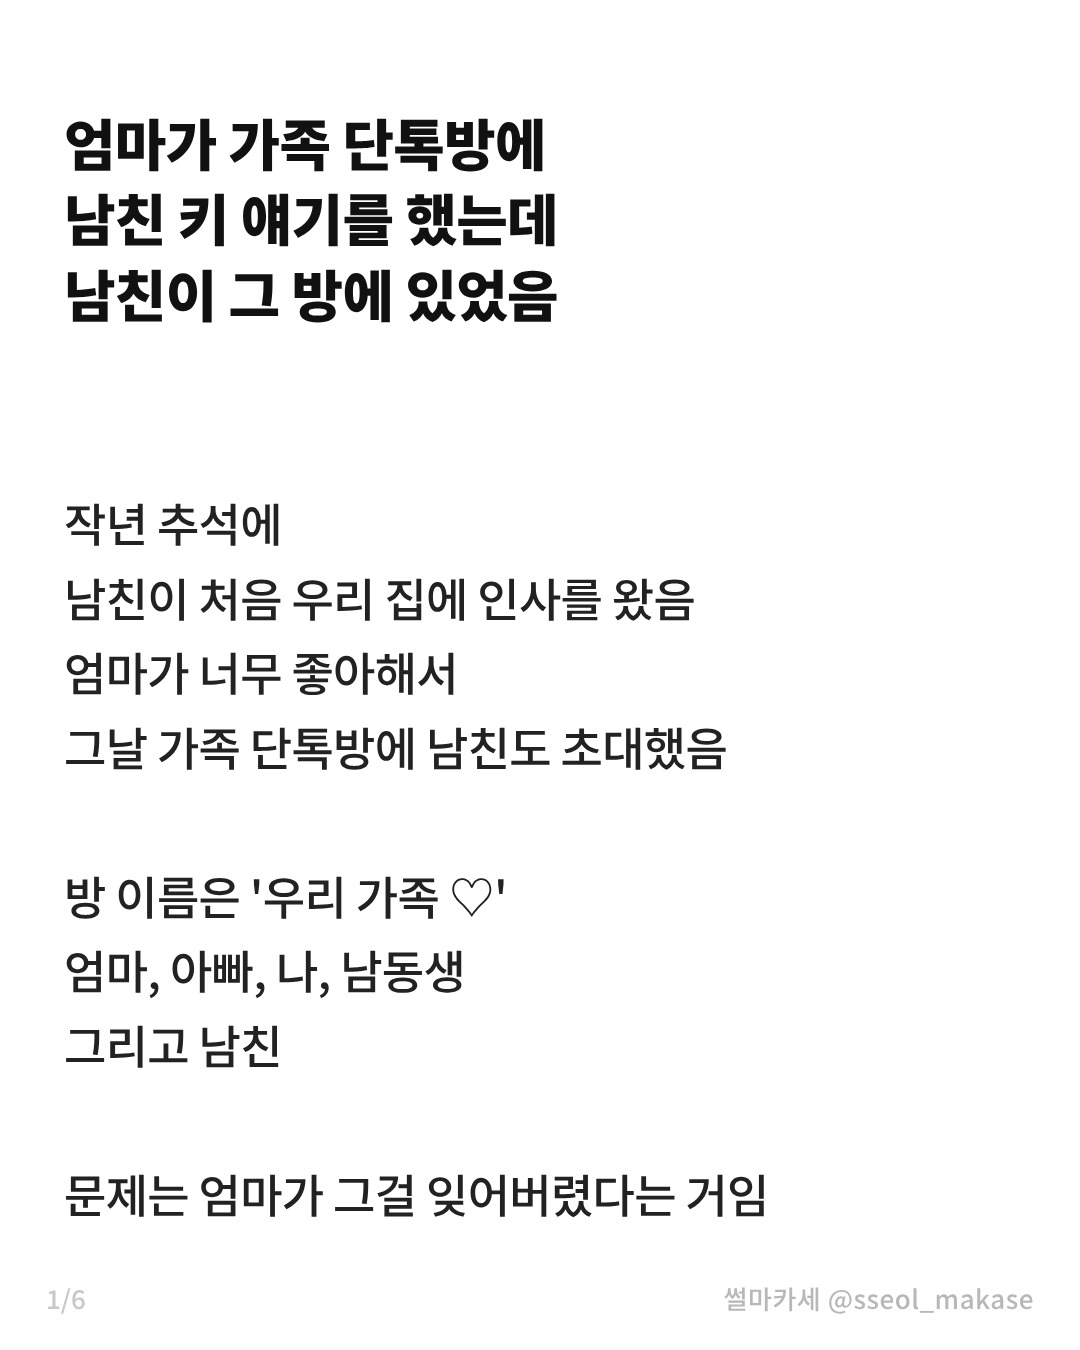 엄마가 가족 단톡방에
남친 키 얘기를 했는데
남친이 그 방에 있었음
작년 추석에
남친이 처음 우리 집에 인사를 왔음
엄마가 너무 좋아해서
그날 가족 단톡방에 남친도 초대했음
방 이름은 '우리 가족 ♡'
엄마, 아빠, 나, 남동생
그리고 남친
문제는 엄마가 그걸 잊어버렸다는 거임
1/6
썰마카세 @sseol_makase